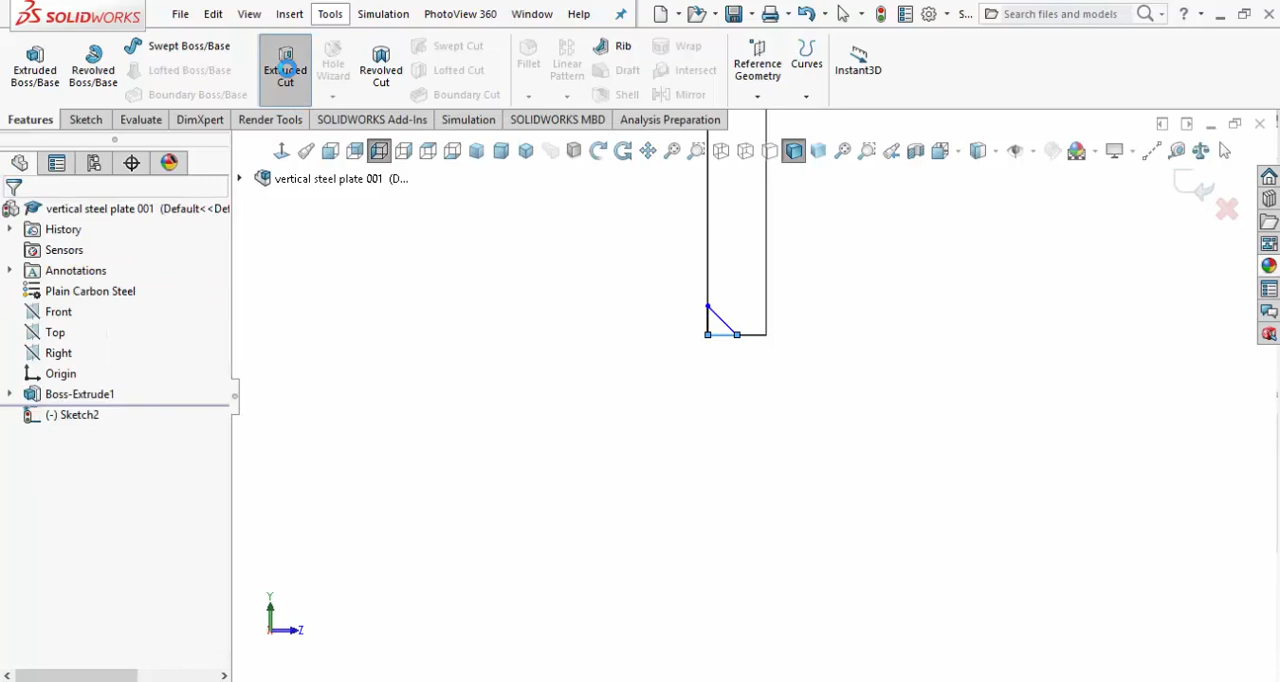 SOLIDWORKS File Edit View Insert Tools Simulation PhotoView 360 Window Help S... Search files and models ?
Extruded Boss/Base
Revolved Boss/Base
Swept Boss/Base
Lofted Boss/Base
Boundary Boss/Base
Extruded Cut
Hole Wizard
Revolved Cut
Swept Cut
Lofted Cut
Boundary Cut
Fillet
Linear Pattern
Rib
Draft
Shell
Wrap
Intersect
Mirror
Reference Geometry
Curves
Instant3D
Features Sketch Evaluate DimXpert Render Tools SOLIDWORKS Add-Ins Simulation SOLIDWORKS MBD Analysis Preparation
vertical steel plate 001 (D...
vertical steel plate 001 (Default<<Def
History
Sensors
Annotations
Plain Carbon Steel
Front
Top
Right
Origin
Boss-Extrude1
(-) Sketch2
Y
Z